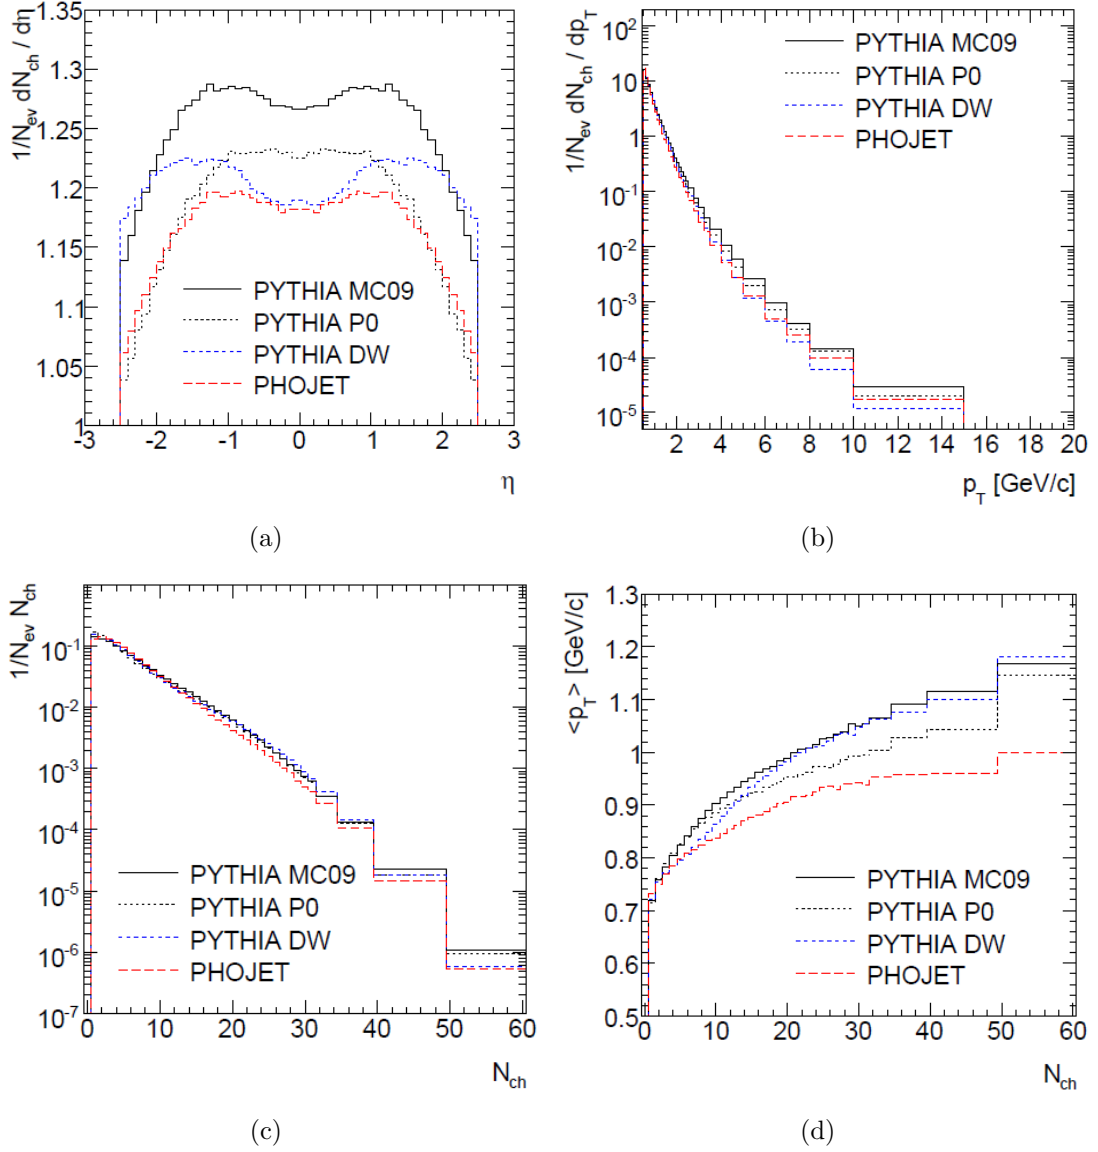 1/N_ev dN_ch / dη
1.35
1.3
1.25
1.2
1.15
1.1
1.05
1
-3 -2 -1 0 1 2 3
η
PYTHIA MC09
PYTHIA P0
PYTHIA DW
PHOJET
(a)
1/N_ev dN_ch / dp_T
10^2
10
1
10^-1
10^-2
10^-3
10^-4
10^-5
2 4 6 8 10 12 14 16 18 20
p_T [GeV/c]
PYTHIA MC09
PYTHIA P0
PYTHIA DW
PHOJET
(b)
1/N_ev N_ch
10^-1
10^-2
10^-3
10^-4
10^-5
10^-6
10^-7
0 10 20 30 40 50 60
N_ch
PYTHIA MC09
PYTHIA P0
PYTHIA DW
PHOJET
(c)
<p_T> [GeV/c]
1.3
1.2
1.1
1
0.9
0.8
0.7
0.6
0.5
0 10 20 30 40 50 60
N_ch
PYTHIA MC09
PYTHIA P0
PYTHIA DW
PHOJET
(d)